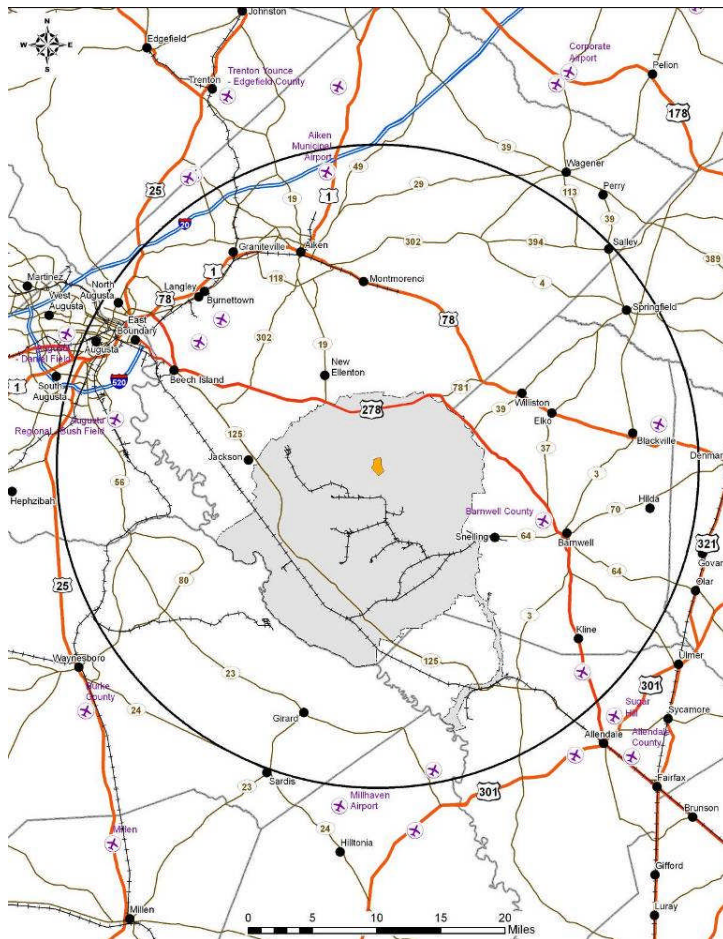 Johnston
N
W E
S
Edgefield
Corporate
Airport
Pelion
Trenton
Trenton Younce
- Edgefield County
178
Aiken
Municipal
Airport
39
49
Wagener
25
1
29
113
Perry
19
39
20
Graniteville
Aiken
302
394
Salley
389
Martinez
North
Augusta
Langley
1
118
Montmorenci
4
West
Augusta
78
Burnettown
Springfield
East
Boundary
302
78
Augusta
- Daniel Field
Augusta
19
New
Ellenton
1
South
Augusta
520
Beech Island
781
Williston
278
39
Elko
Augusta
Regional - Bush Field
125
37
Blackville
Jackson
Denmar
3
56
Hephzibah
Hilda
70
Barnwell County
Snelling
64
Barnwell
321
Govan
80
64
Olar
25
3
Kline
Waynesboro
23
125
Ulmer
301
Burke
County
24
Girard
Sugar
Hill
Sycamore
Allendale
Allendale
County
Sardis
23
301
Fairfax
Millhaven
Airport
24
Brunson
Millen
Hilltonia
Gifford
Millen
Luray
0 5 10 20
Miles